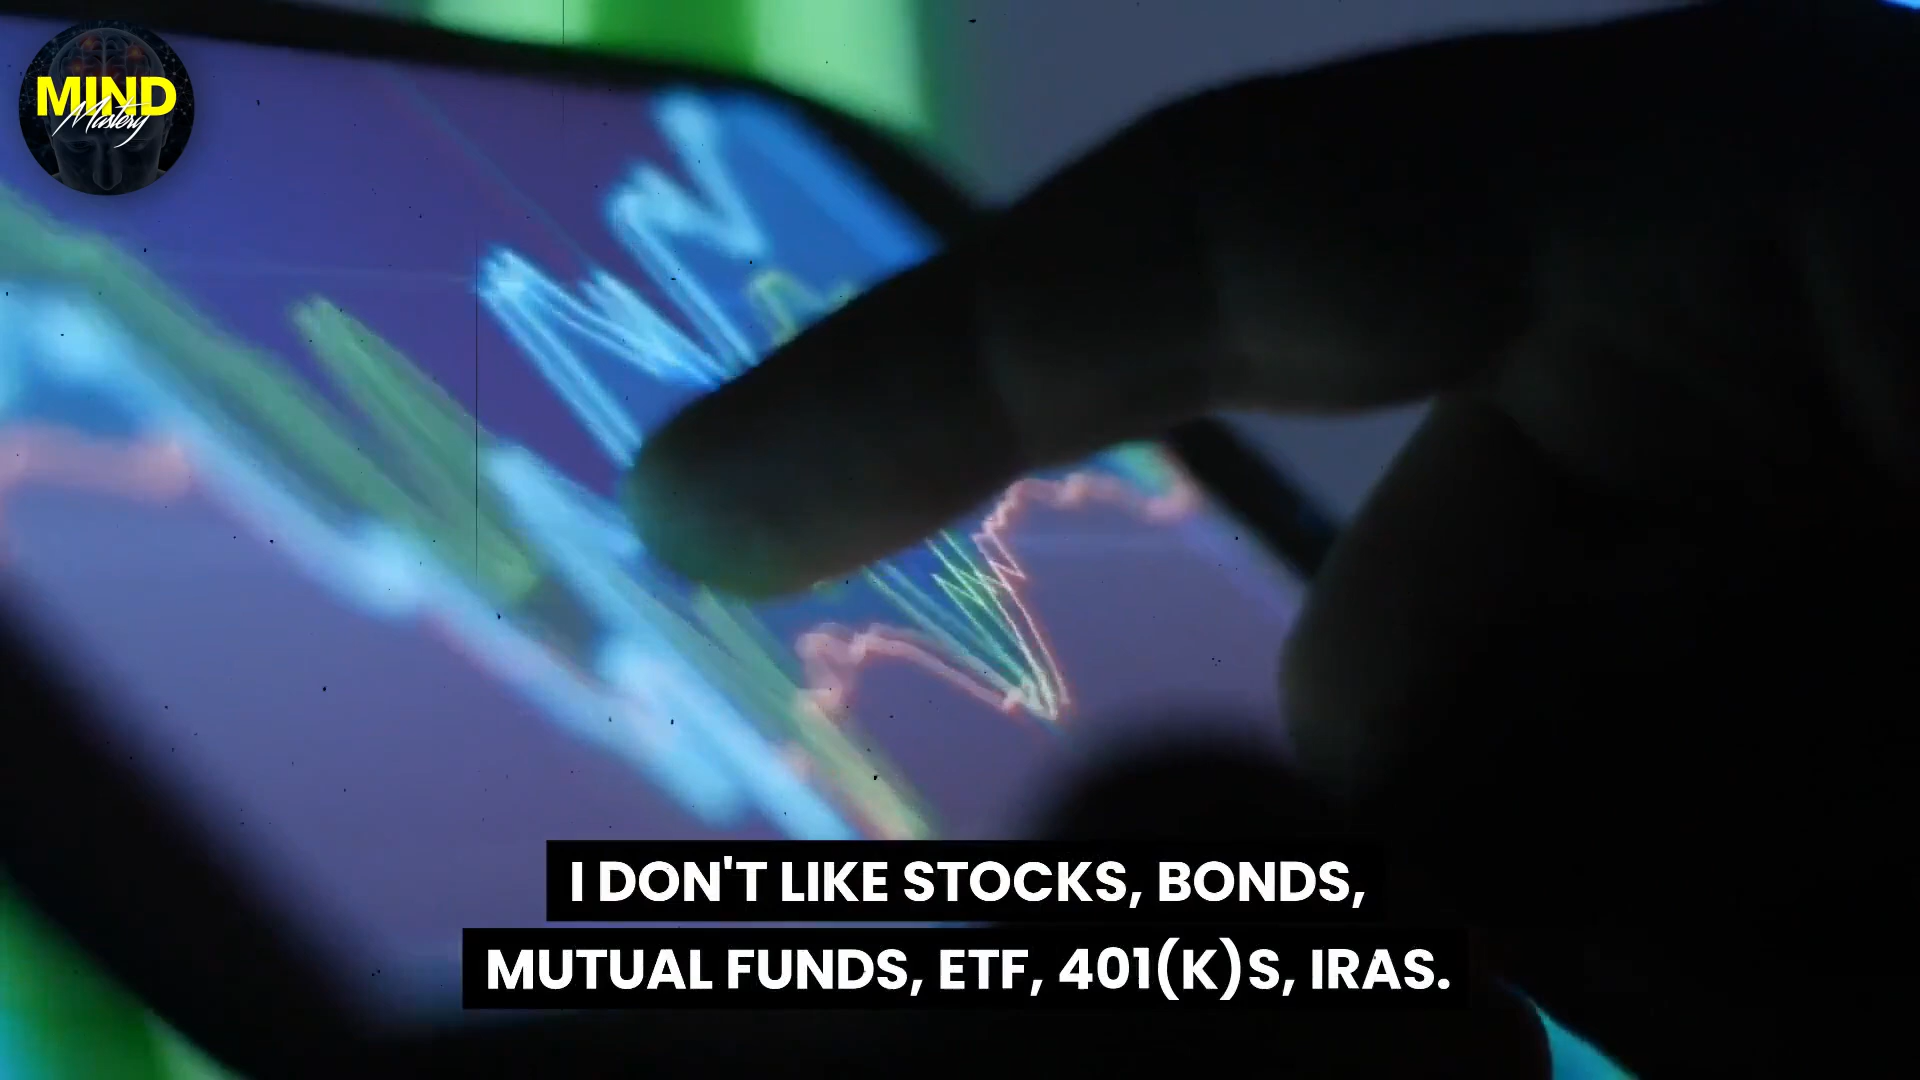 MIND
Mastery
I DON'T LIKE STOCKS, BONDS,
MUTUAL FUNDS, ETF, 401(K)S, IRAS.